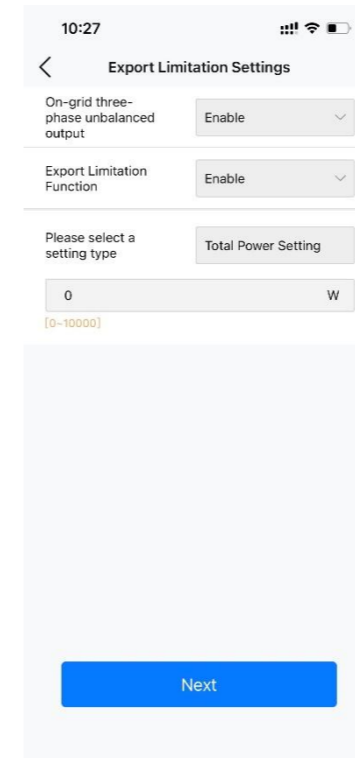 10:27
Export Limitation Settings
On-grid three-
phase unbalanced
output
Enable
Export Limitation
Function
Enable
Please select a
setting type
Total Power Setting
0 W
[0~10000]
Next